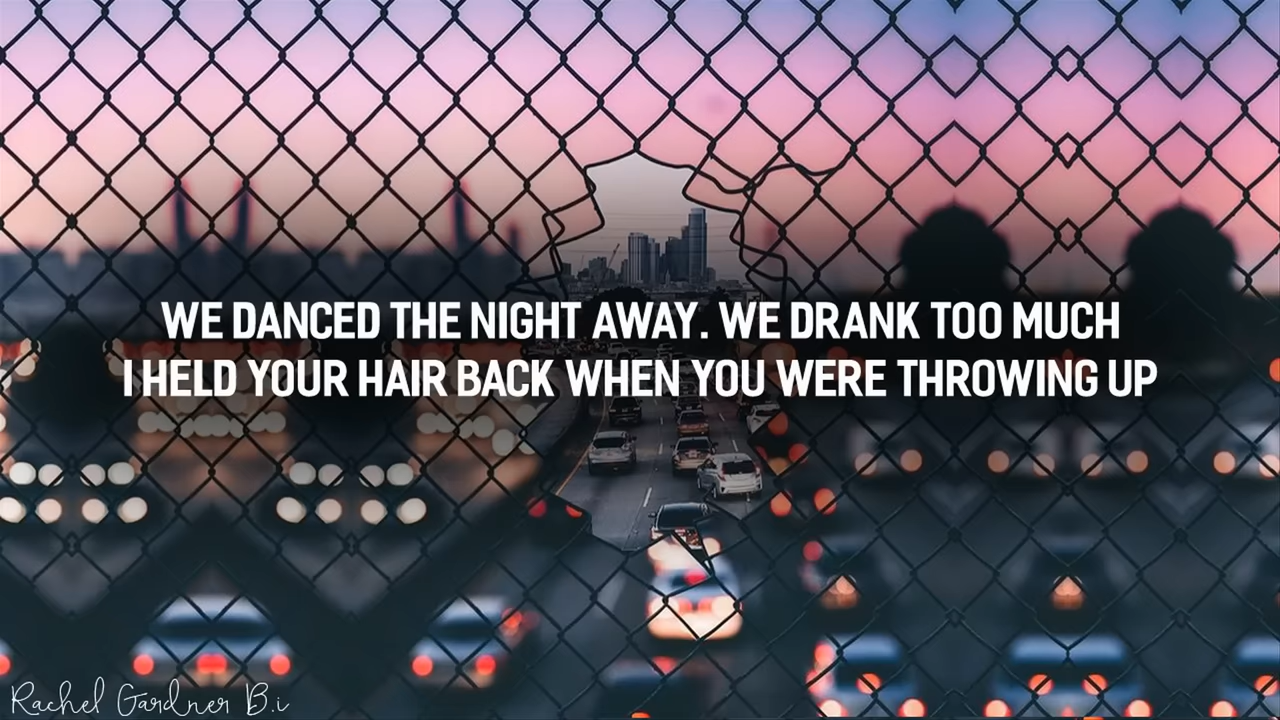 WE DANCED THE NIGHT AWAY. WE DRANK TOO MUCH
I HELD YOUR HAIR BACK WHEN YOU WERE THROWING UP
Rachel Gardner B.i